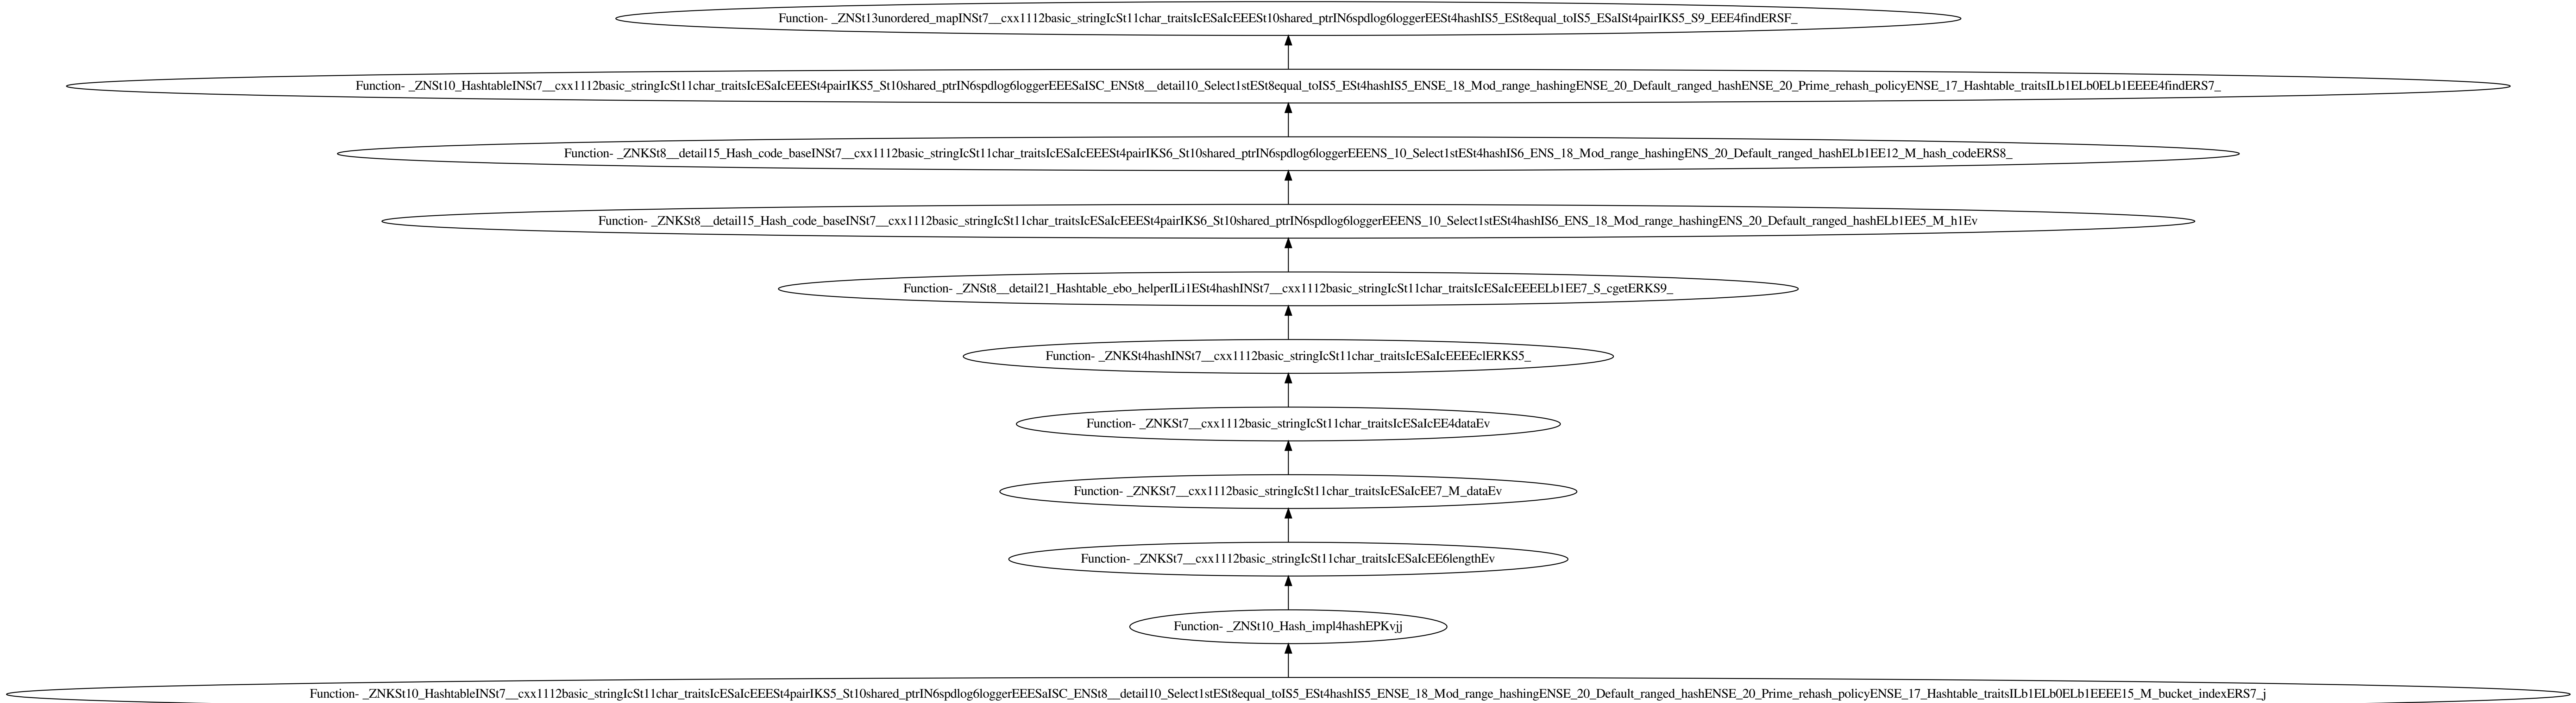 Function- _ZNSt13unordered_mapINSt7__cxx1112basic_stringIcSt11char_traitsIcESaIcEEESt10shared_ptrIN6spdlog6loggerEESt4hashIS5_ESt8equal_toIS5_ESaISt4pairIKS5_S9_EEE4findERSF_
Function- _ZNSt10_HashtableINSt7__cxx1112basic_stringIcSt11char_traitsIcESaIcEEESt4pairIKS5_St10shared_ptrIN6spdlog6loggerEEESaISC_ENSt8__detail10_Select1stESt8equal_toIS5_ESt4hashIS5_ENSE_18_Mod_range_hashingENSE_20_Default_ranged_hashENSE_20_Prime_rehash_policyENSE_17_Hashtable_traitsILb1ELb0ELb1EEEE4findERS7_
Function- _ZNKSt8__detail15_Hash_code_baseINSt7__cxx1112basic_stringIcSt11char_traitsIcESaIcEEESt4pairIKS6_St10shared_ptrIN6spdlog6loggerEEENS_10_Select1stESt4hashIS6_ENS_18_Mod_range_hashingENS_20_Default_ranged_hashELb1EE12_M_hash_codeERS8_
Function- _ZNKSt8__detail15_Hash_code_baseINSt7__cxx1112basic_stringIcSt11char_traitsIcESaIcEEESt4pairIKS6_St10shared_ptrIN6spdlog6loggerEEENS_10_Select1stESt4hashIS6_ENS_18_Mod_range_hashingENS_20_Default_ranged_hashELb1EE5_M_h1Ev
Function- _ZNSt8__detail21_Hashtable_ebo_helperILi1ESt4hashINSt7__cxx1112basic_stringIcSt11char_traitsIcESaIcEEEELb1EE7_S_cgetERKS9_
Function- _ZNKSt4hashINSt7__cxx1112basic_stringIcSt11char_traitsIcESaIcEEEEclERKS5_
Function- _ZNKSt7__cxx1112basic_stringIcSt11char_traitsIcESaIcEE4dataEv
Function- _ZNKSt7__cxx1112basic_stringIcSt11char_traitsIcESaIcEE7_M_dataEv
Function- _ZNKSt7__cxx1112basic_stringIcSt11char_traitsIcESaIcEE6lengthEv
Function- _ZNSt10_Hash_impl4hashEPKvjj
Function- _ZNKSt10_HashtableINSt7__cxx1112basic_stringIcSt11char_traitsIcESaIcEEESt4pairIKS5_St10shared_ptrIN6spdlog6loggerEEESaISC_ENSt8__detail10_Select1stESt8equal_toIS5_ESt4hashIS5_ENSE_18_Mod_range_hashingENSE_20_Default_ranged_hashENSE_20_Prime_rehash_policyENSE_17_Hashtable_traitsILb1ELb0ELb1EEEE15_M_bucket_indexERS7_j